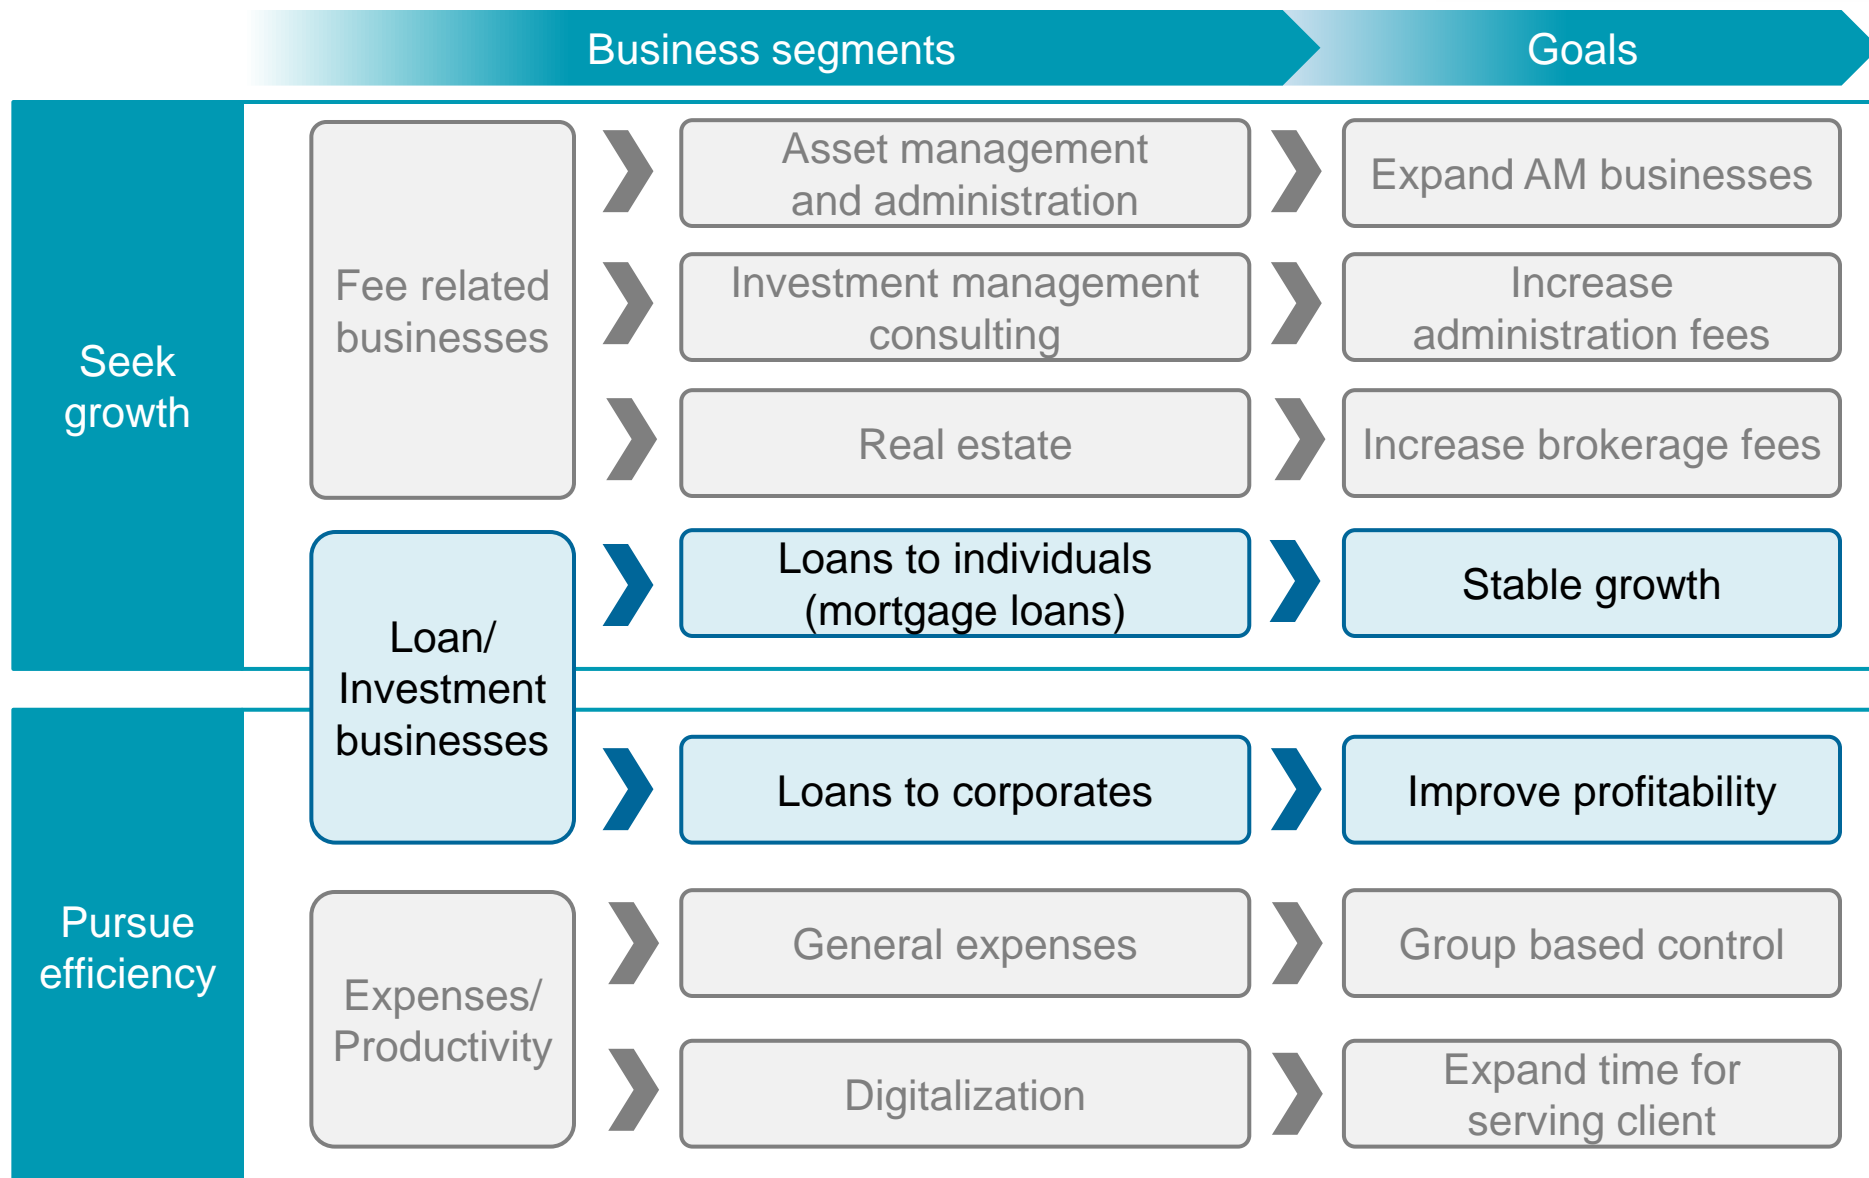 Business segments
Goals
Seek
growth
Fee related
businesses
Asset management
and administration
Expand AM businesses
Investment management
consulting
Increase
administration fees
Real estate
Increase brokerage fees
Loan/
Investment
businesses
Loans to individuals
(mortgage loans)
Stable growth
Pursue
efficiency
Loans to corporates
Improve profitability
Expenses/
Productivity
General expenses
Group based control
Digitalization
Expand time for
serving client